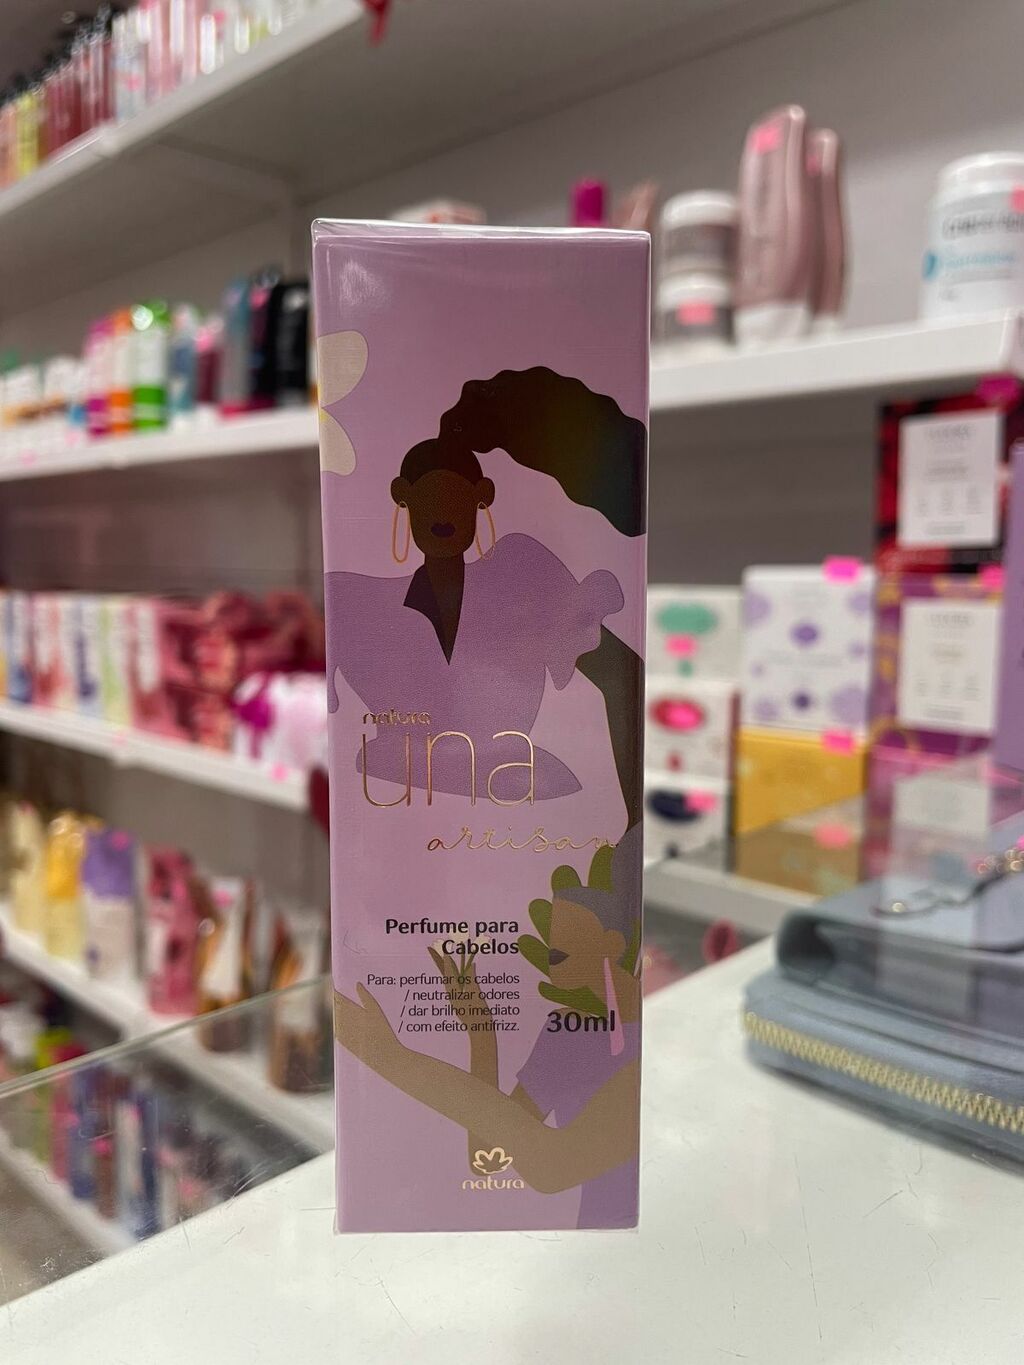 natura
una
artisan
Perfume para
Cabelos
Para: perfumar os cabelos
/ neutralizar odores
/ dar brilho imediato
/ com efeito antifrizz.
30ml
natura